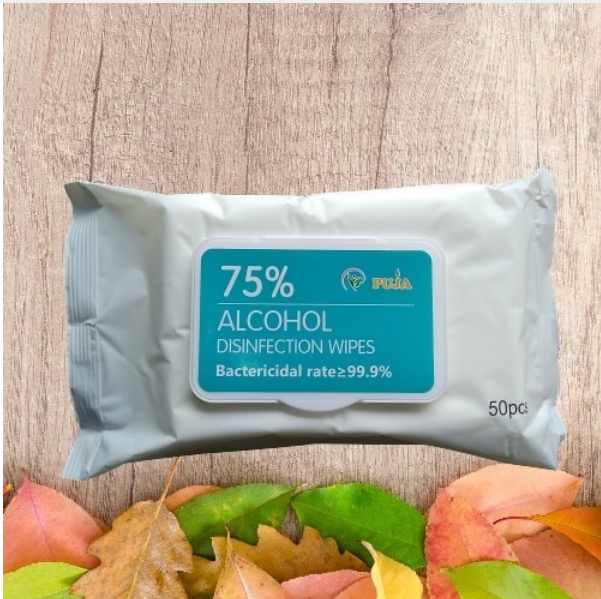 75%
PUJA
ALCOHOL
DISINFECTION WIPES
Bactericidal rate≥99.9%
50pcs